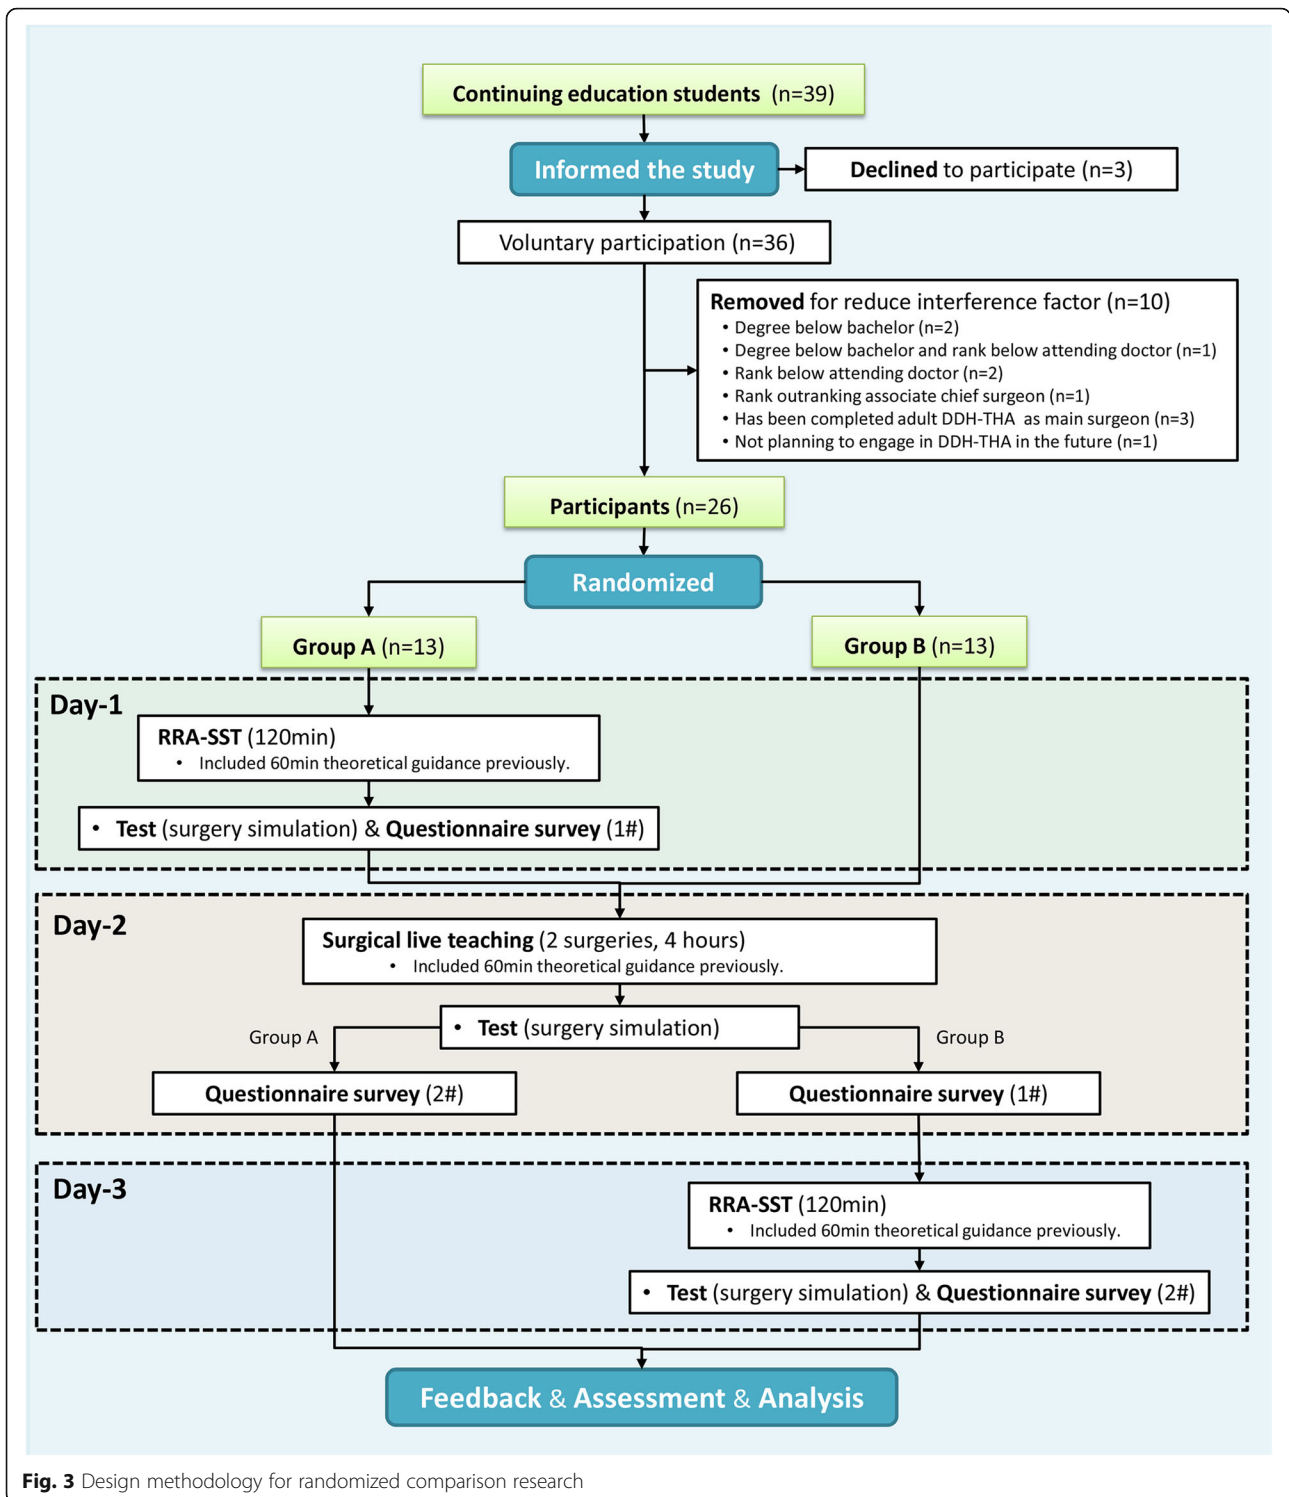 Continuing education students (n=39)
Informed the study
Declined to participate (n=3)
Voluntary participation (n=36)
Removed for reduce interference factor (n=10)
• Degree below bachelor (n=2)
• Degree below bachelor and rank below attending doctor (n=1)
• Rank below attending doctor (n=2)
• Rank outranking associate chief surgeon (n=1)
• Has been completed adult DDH-THA as main surgeon (n=3)
• Not planning to engage in DDH-THA in the future (n=1)
Participants (n=26)
Randomized
Group A (n=13)
Group B (n=13)
Day-1
RRA-SST (120min)
• Included 60min theoretical guidance previously.
• Test (surgery simulation) & Questionnaire survey (1#)
Day-2
Surgical live teaching (2 surgeries, 4 hours)
• Included 60min theoretical guidance previously.
• Test (surgery simulation)
Group A
Group B
Questionnaire survey (2#)
Questionnaire survey (1#)
Day-3
RRA-SST (120min)
• Included 60min theoretical guidance previously.
• Test (surgery simulation) & Questionnaire survey (2#)
Feedback & Assessment & Analysis
Fig. 3 Design methodology for randomized comparison research